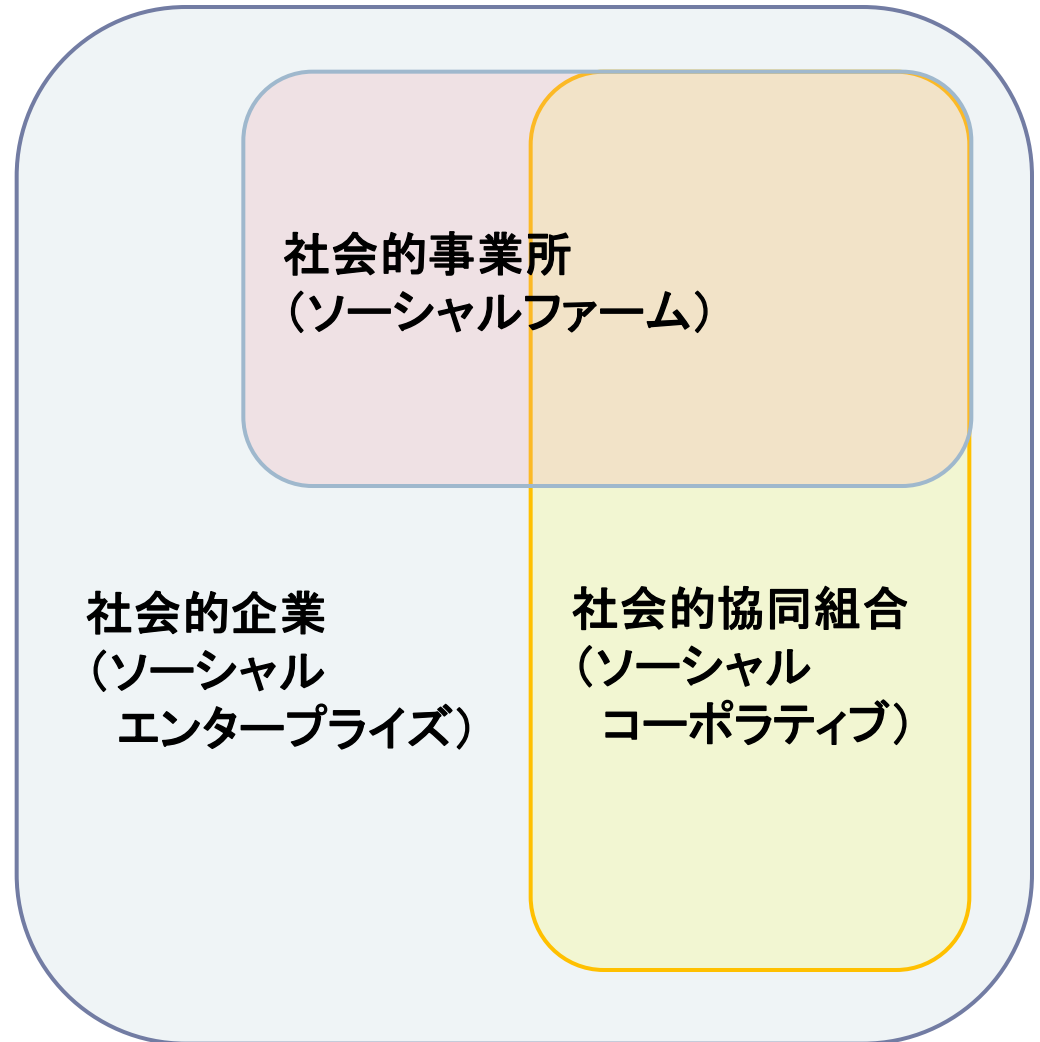 社会的事業所
（ソーシャルファーム）
社会的企業
（ソーシャル
エンタープライズ）
社会的協同組合
（ソーシャル
コーポラティブ）